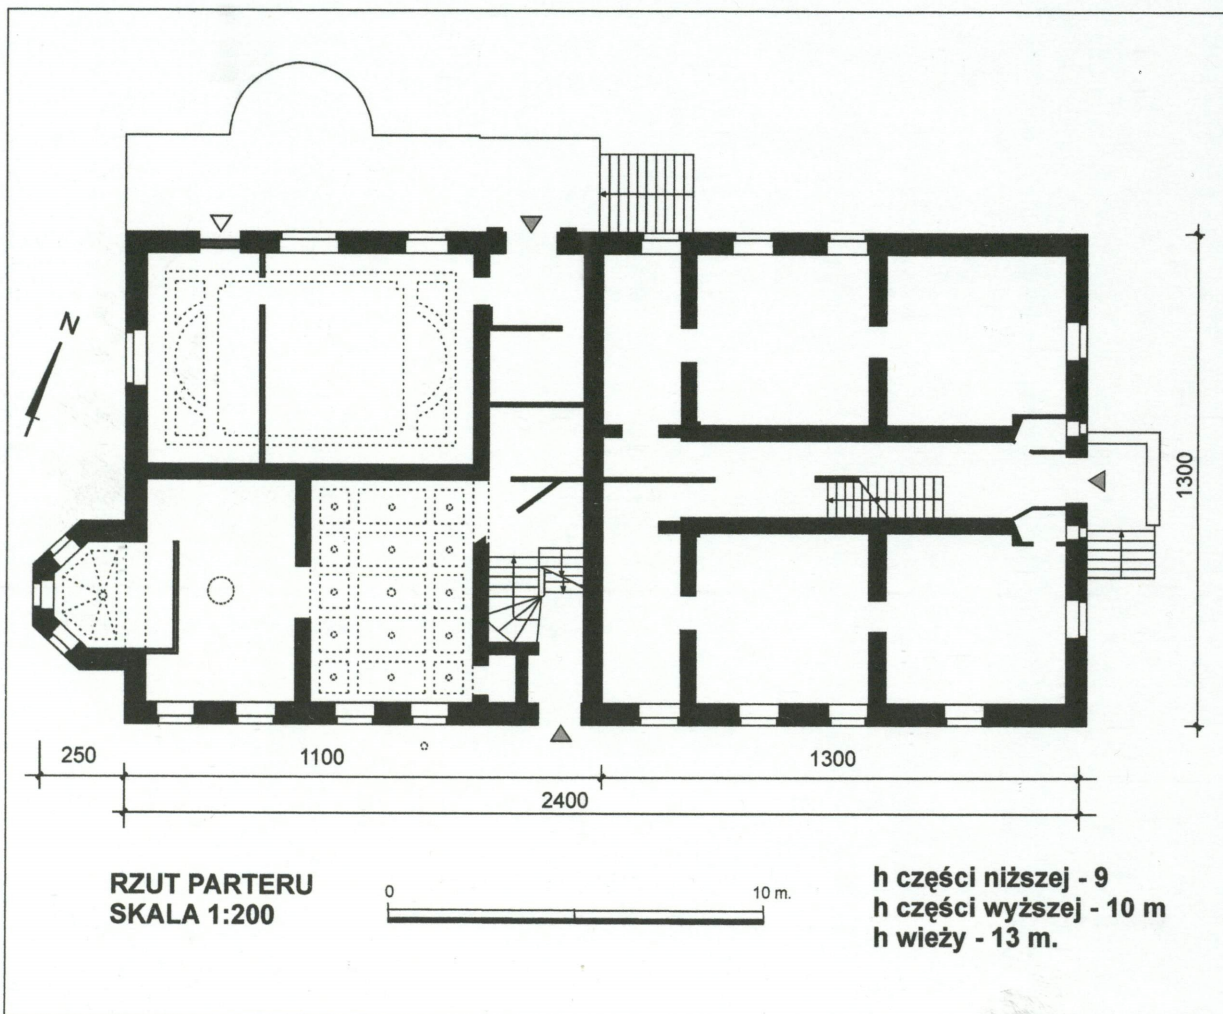 N
1300
250
1100
1300
2400
RZUT PARTERU
SKALA 1:200
0
10 m.
h części niższej - 9
h części wyższej - 10 m
h wieży - 13 m.